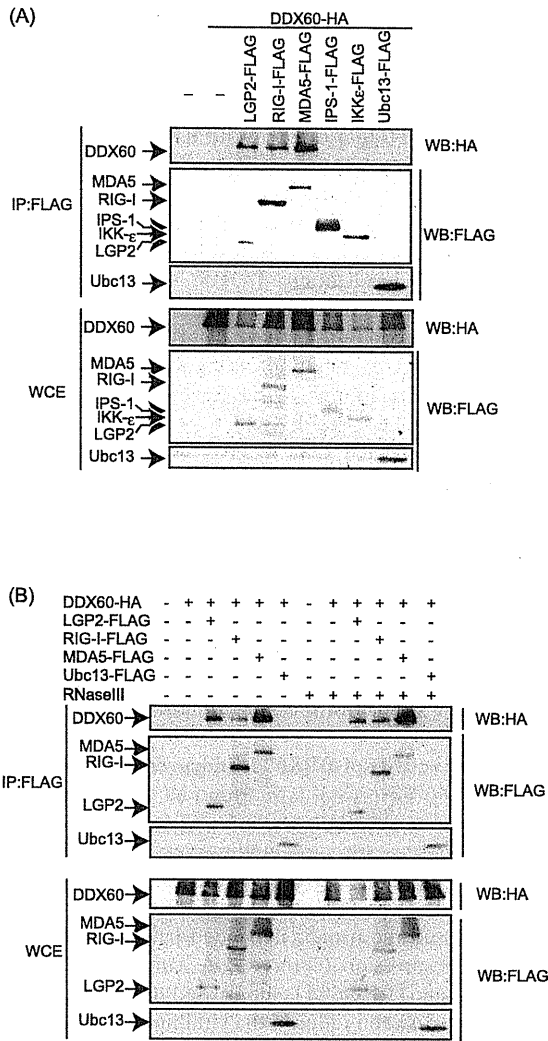 (A)
DDX60-HA
– – LGP2-FLAG RIG-I-FLAG MDA5-FLAG IPS-1-FLAG IKKε-FLAG Ubc13-FLAG
DDX60 WB:HA
MDA5
RIG-I
IP:FLAG
IPS-1
IKK-ε
LGP2
WB:FLAG
Ubc13
DDX60 WB:HA
MDA5
RIG-I
WCE
IPS-1
IKK-ε
LGP2
WB:FLAG
Ubc13
(B)
DDX60-HA - + + + + + - + + + + +
LGP2-FLAG - - + - - - - - + - - -
RIG-I-FLAG - - - + - - - - - + - -
MDA5-FLAG - - - - + - - - - - + -
Ubc13-FLAG - - - - - + - - - - - +
RNaseIII - - - - - - + + + + + +
DDX60 WB:HA
MDA5
RIG-I
IP:FLAG WB:FLAG
LGP2
Ubc13
DDX60 WB:HA
MDA5
RIG-I
WCE WB:FLAG
LGP2
Ubc13